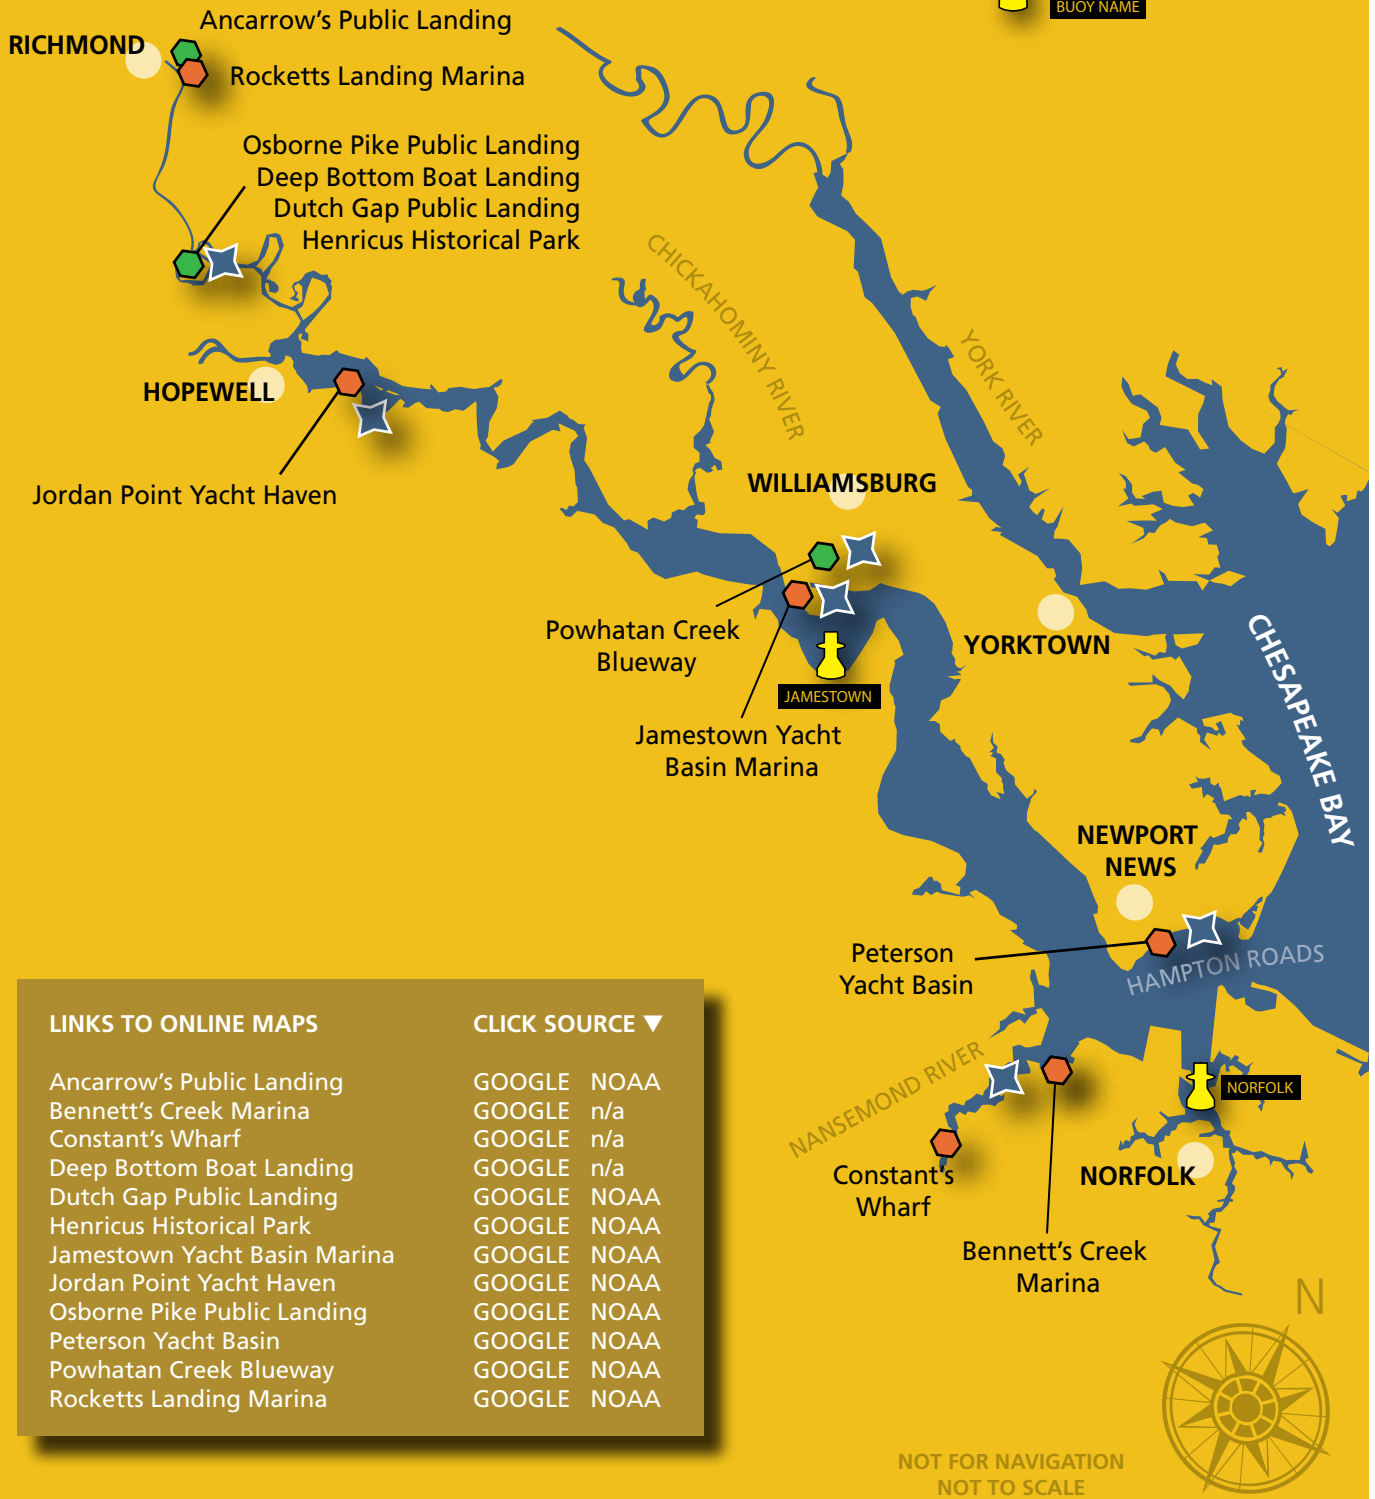 BUOY NAME
Ancarrow's Public Landing
RICHMOND
Rocketts Landing Marina
Osborne Pike Public Landing
Deep Bottom Boat Landing
Dutch Gap Public Landing
Henricus Historical Park
CHICKAHOMINY RIVER
YORK RIVER
HOPEWELL
Jordan Point Yacht Haven
WILLIAMSBURG
Powhatan Creek
Blueway
YORKTOWN
JAMESTOWN
Jamestown Yacht
Basin Marina
CHESAPEAKE BAY
NEWPORT
NEWS
Peterson
Yacht Basin
HAMPTON ROADS
NANSEMOND RIVER
NORFOLK
Constant's
Wharf
NORFOLK
Bennett's Creek
Marina
LINKS TO ONLINE MAPS CLICK SOURCE ▼
Ancarrow's Public Landing GOOGLE NOAA
Bennett's Creek Marina GOOGLE n/a
Constant's Wharf GOOGLE n/a
Deep Bottom Boat Landing GOOGLE n/a
Dutch Gap Public Landing GOOGLE NOAA
Henricus Historical Park GOOGLE NOAA
Jamestown Yacht Basin Marina GOOGLE NOAA
Jordan Point Yacht Haven GOOGLE NOAA
Osborne Pike Public Landing GOOGLE NOAA
Peterson Yacht Basin GOOGLE NOAA
Powhatan Creek Blueway GOOGLE NOAA
Rocketts Landing Marina GOOGLE NOAA
N
NOT FOR NAVIGATION
NOT TO SCALE